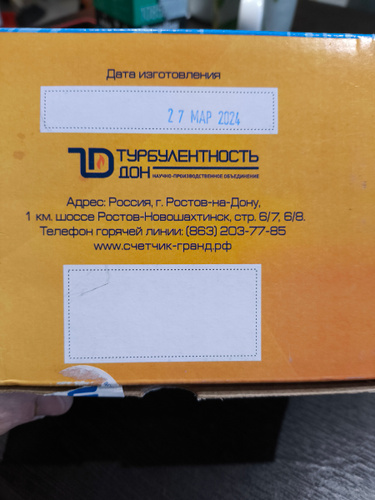 Дата изготовления
27 МАР 2024
ТУРБУЛЕНТНОСТЬ
ДОН
НАУЧНО-ПРОИЗВОДСТВЕННОЕ ОБЪЕДИНЕНИЕ
Адрес: Россия, г. Ростов-на-Дону,
1 км. шоссе Ростов-Новошахтинск, стр. 6/7, 6/8.
Телефон горячей линии: (863) 203-77-85
www.счетчик-гранд.рф